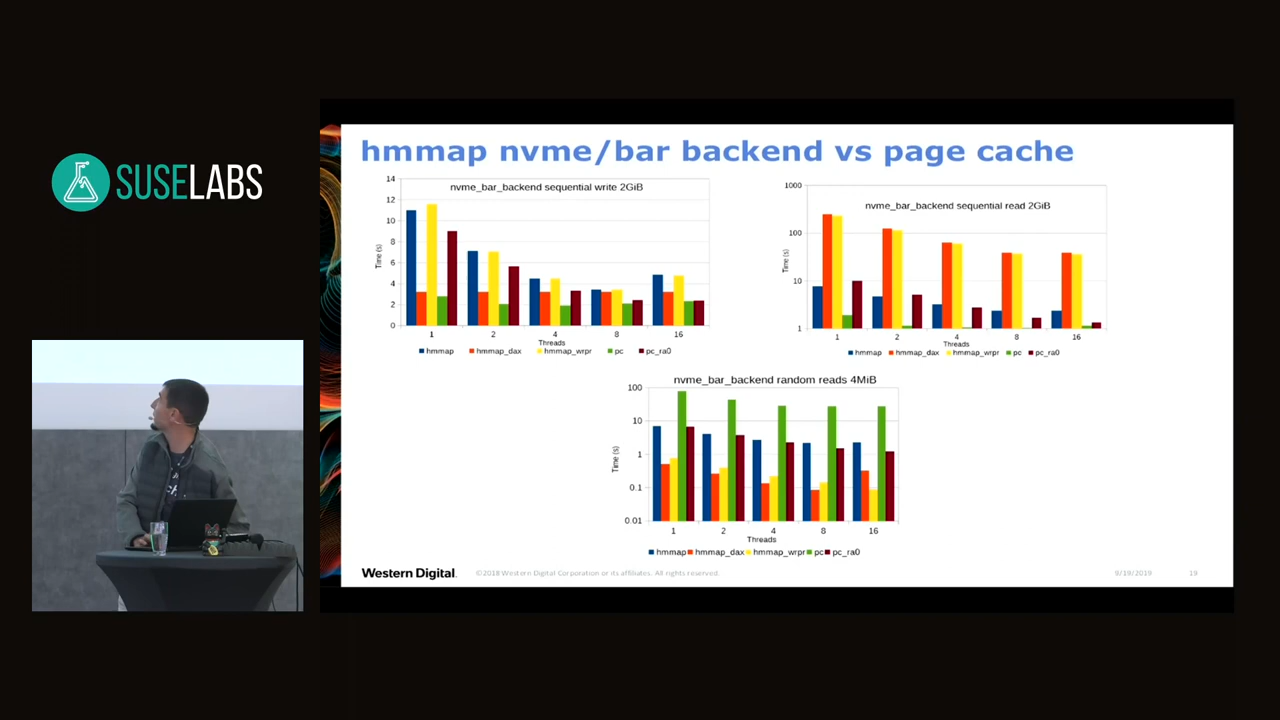 SUSELABS
hmmap nvme/bar backend vs page cache
nvme_bar_backend sequential write 2GiB
14
12
10
8
6
4
2
0
Time (s)
1 2 4 8 16
Threads
hmmap hmmap_dax hmmap_wrpr pc pc_ra0
nvme_bar_backend sequential read 2GiB
1000
100
10
1
Time (s)
1 2 4 8 16
Threads
hmmap hmmap_dax hmmap_wrpr pc pc_ra0
nvme_bar_backend random reads 4MiB
100
10
1
0.1
0.01
Time (s)
1 2 4 8 16
Threads
hmmap hmmap_dax hmmap_wrpr pc pc_ra0
Western Digital. ©2018 Western Digital Corporation or its affiliates. All rights reserved. 9/19/2019 19